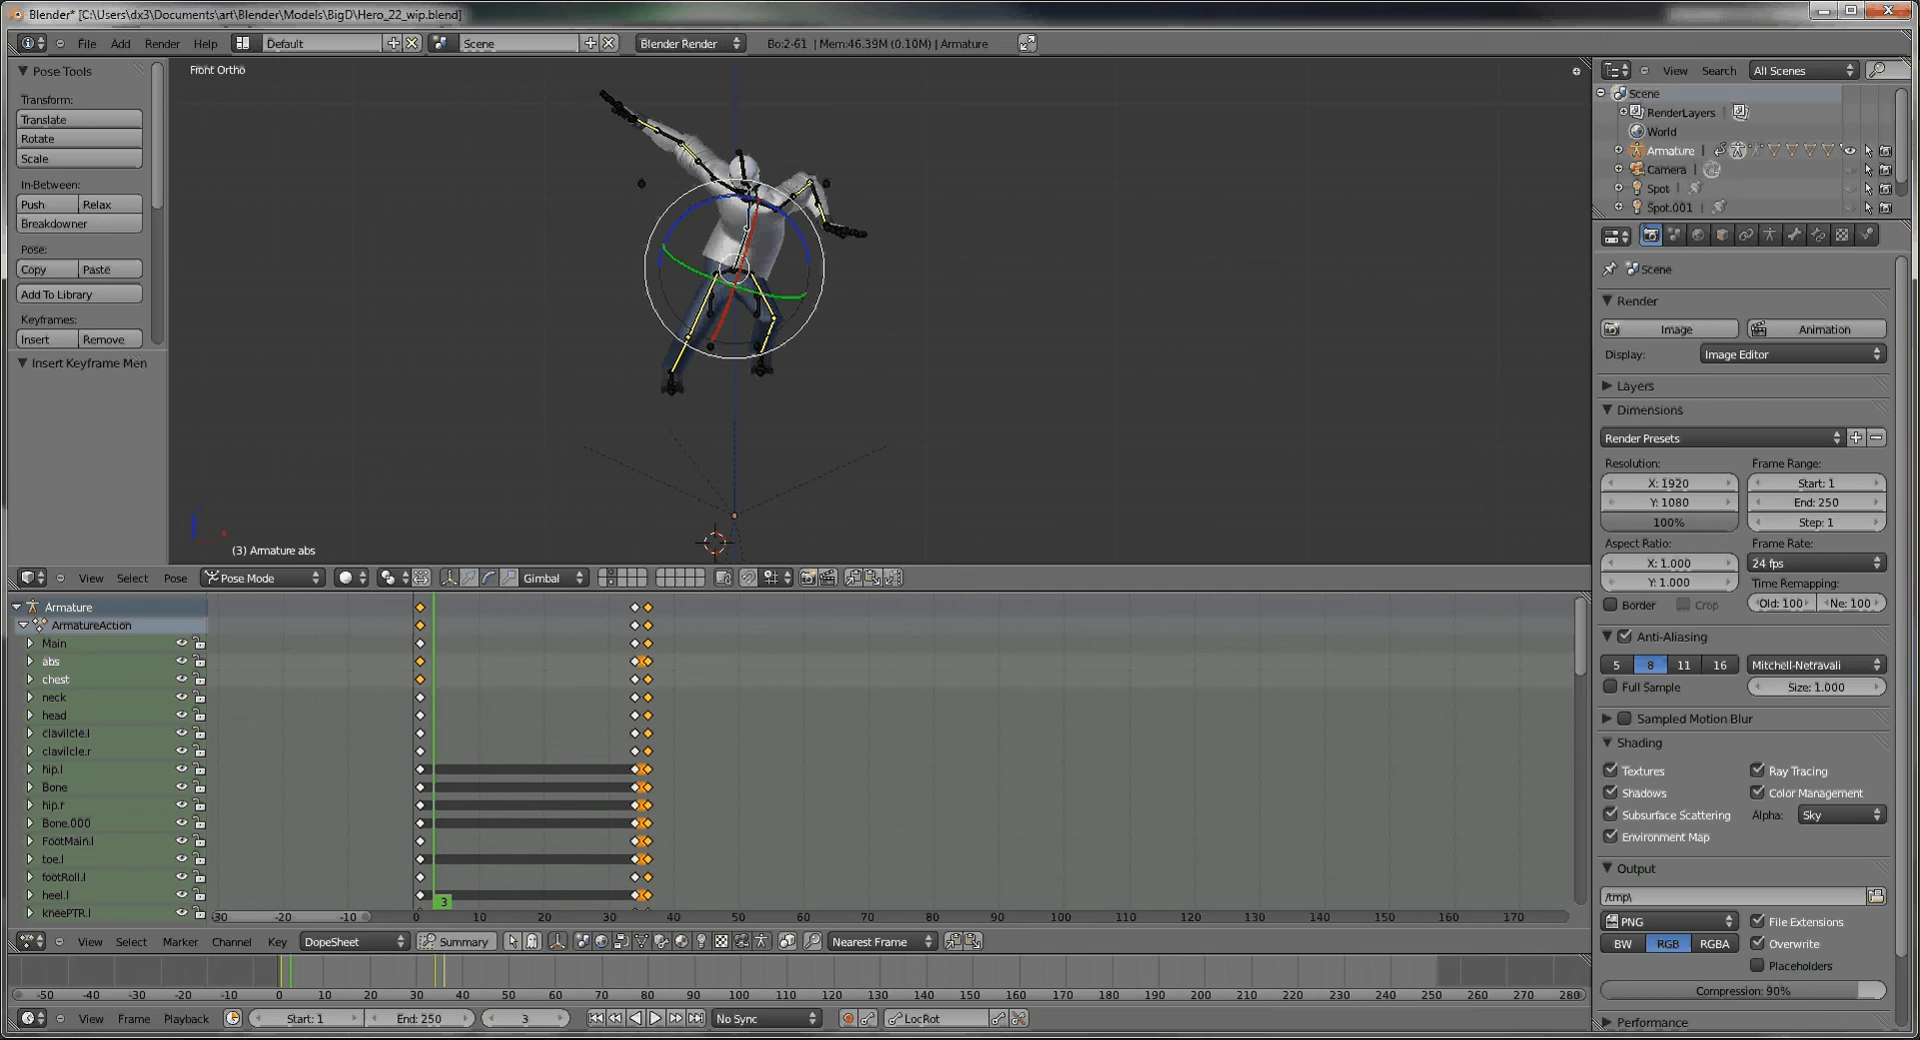 Blender* [C:\Users\dx3\Documents\art\Blender\Models\BigD\Hero_22_wip.blend]
File Add Render Help Default Scene Blender Render Bo:2-61 | Mem:46.39M (0.10M) | Armature
Pose Tools
Transform:
Translate
Rotate
Scale
In-Between:
Push Relax
Breakdowner
Pose:
Copy Paste
Add To Library
Keyframes:
Insert Remove
Insert Keyframe Men
Front Ortho
(3) Armature abs
View Select Pose Pose Mode Gimbal
Armature
ArmatureAction
Main
abs
chest
neck
head
clavilcle.l
clavilcle.r
hip.l
Bone
hip.r
Bone.000
FootMain.l
toe.l
footRoll.l
heel.l
kneePTR.l
3
-30 -20 -10 0 10 20 30 40 50 60 70 80 90 100 110 120 130 140 150 160 170
View Select Marker Channel Key DopeSheet Summary Nearest Frame
-50 -40 -30 -20 -10 0 10 20 30 40 50 60 70 80 90 100 110 120 130 140 150 160 170 180 190 200 210 220 230 240 250 260 270 280
View Frame Playback Start: 1 End: 250 3 No Sync LocRot
View Search All Scenes
Scene
RenderLayers |
World
Armature |
Camera |
Spot |
Spot.001 |
Scene
Render
Image Animation
Display: Image Editor
Layers
Dimensions
Render Presets
Resolution: Frame Range:
X: 1920 Start: 1
Y: 1080 End: 250
100% Step: 1
Aspect Ratio: Frame Rate:
X: 1.000 24 fps
Y: 1.000 Time Remapping:
Border Crop Old: 100 Ne: 100
Anti-Aliasing
5 8 11 16 Mitchell-Netravali
Full Sample Size: 1.000
Sampled Motion Blur
Shading
Textures Ray Tracing
Shadows Color Management
Subsurface Scattering Alpha: Sky
Environment Map
Output
/tmp\
PNG File Extensions
BW RGB RGBA Overwrite
Placeholders
Compression: 90%
Performance